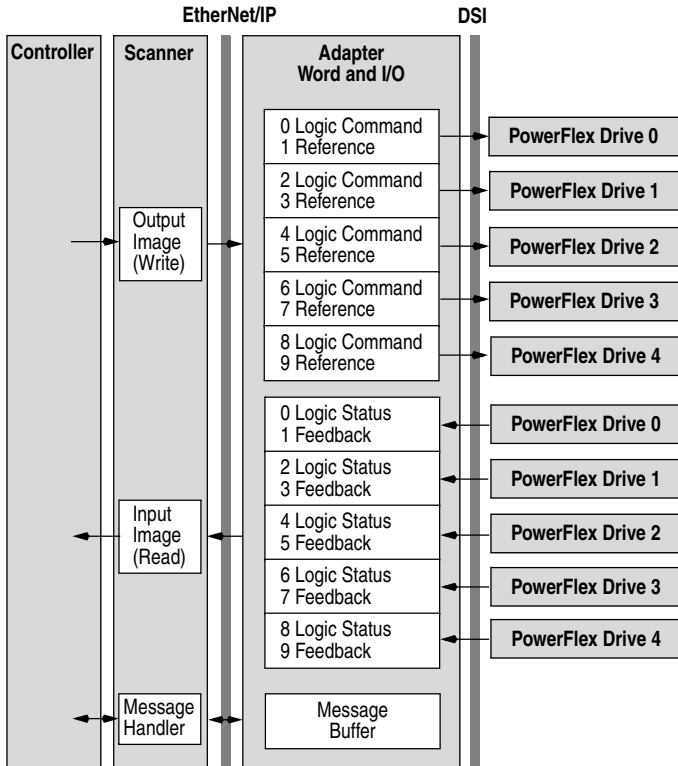 EtherNet/IP
DSI
Controller
Scanner
Adapter
Word and I/O
0 Logic Command
1 Reference
PowerFlex Drive 0
2 Logic Command
3 Reference
PowerFlex Drive 1
Output
Image
(Write)
4 Logic Command
5 Reference
PowerFlex Drive 2
6 Logic Command
7 Reference
PowerFlex Drive 3
8 Logic Command
9 Reference
PowerFlex Drive 4
0 Logic Status
1 Feedback
PowerFlex Drive 0
2 Logic Status
3 Feedback
PowerFlex Drive 1
Input
Image
(Read)
4 Logic Status
5 Feedback
PowerFlex Drive 2
6 Logic Status
7 Feedback
PowerFlex Drive 3
8 Logic Status
9 Feedback
PowerFlex Drive 4
Message
Handler
Message
Buffer